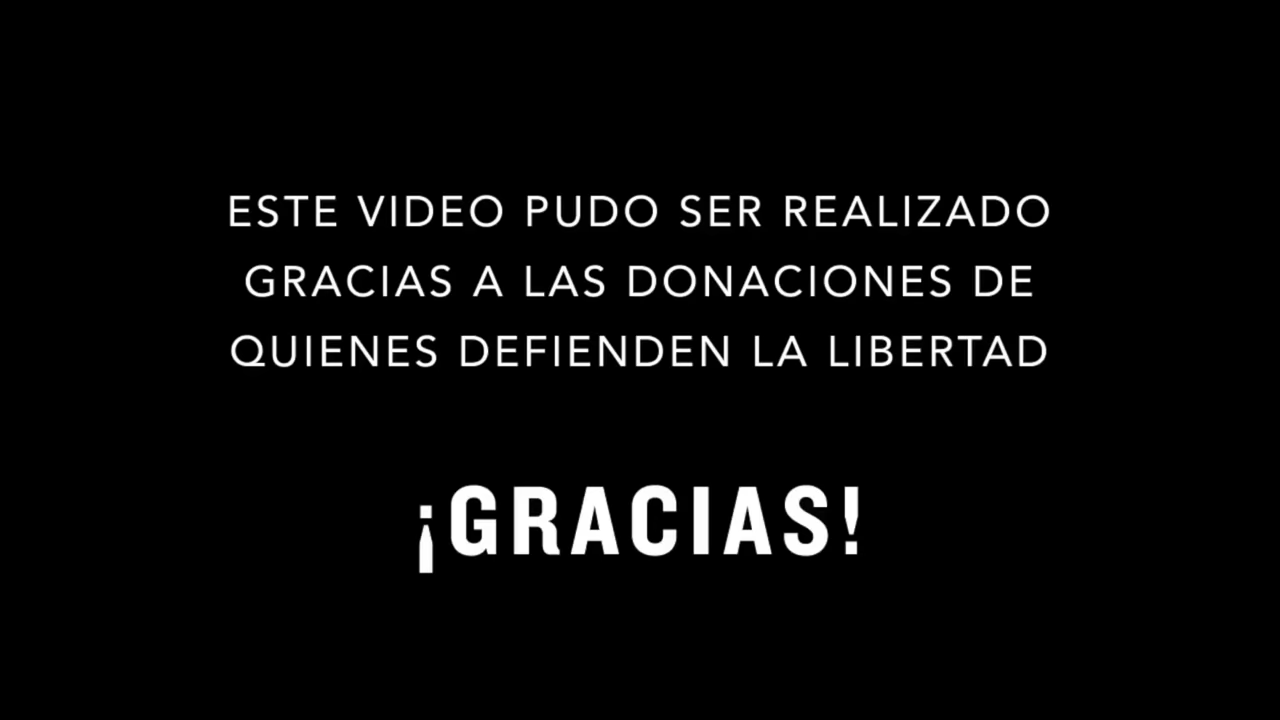 ESTE VIDEO PUDO SER REALIZADO
GRACIAS A LAS DONACIONES DE
QUIENES DEFIENDEN LA LIBERTAD
¡GRACIAS!